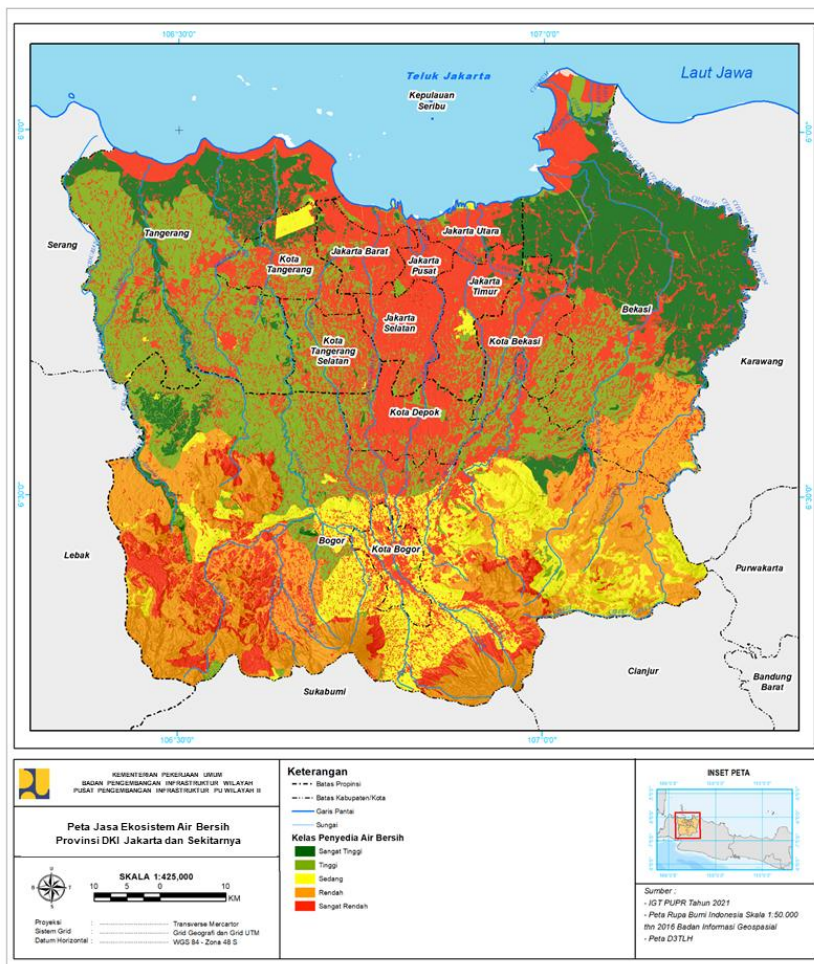 106°30'0"
107°0'0"
Teluk Jakarta
Laut Jawa
Kepulauan
Seribu
6°0'0"
6°0'0"
Serang
Tangerang
Kota
Tangerang
Jakarta Barat
Jakarta
Pusat
Jakarta Utara
Jakarta
Timur
Jakarta
Selatan
Kota
Tangerang
Selatan
Kota Bekasi
Bekasi
Karawang
Kota Depok
6°30'0"
6°30'0"
Lebak
Bogor
Kota Bogor
Purwakarta
Cianjur
Bandung
Barat
Sukabumi
106°30'0"
107°0'0"
KEMENTERIAN PEKERJAAN UMUM
BADAN PENGEMBANGAN INFRASTRUKTUR WILAYAH
PUSAT PENGEMBANGAN INFRASTRUKTUR PU WILAYAH II
Peta Jasa Ekosistem Air Bersih
Provinsi DKI Jakarta dan Sekitarnya
SKALA 1:425,000
10 5 0 10
KM
Proyeksi : Transverse Mercartor
Sistem Grid : Grid Geografi dan Grid UTM
Datum Horizontal : WGS 84 - Zona 48 S
Keterangan
Batas Propinsi
Batas Kabupaten/Kota
Garis Pantai
Sungai
Kelas Penyedia Air Bersih
Sangat Tinggi
Tinggi
Sedang
Rendah
Sangat Rendah
INSET PETA
Sumber :
- IGT PUPR Tahun 2021
- Peta Rupa Bumi Indonesia Skala 1:50.000
thn 2016 Badan Informasi Geospasial
- Peta D3TLH